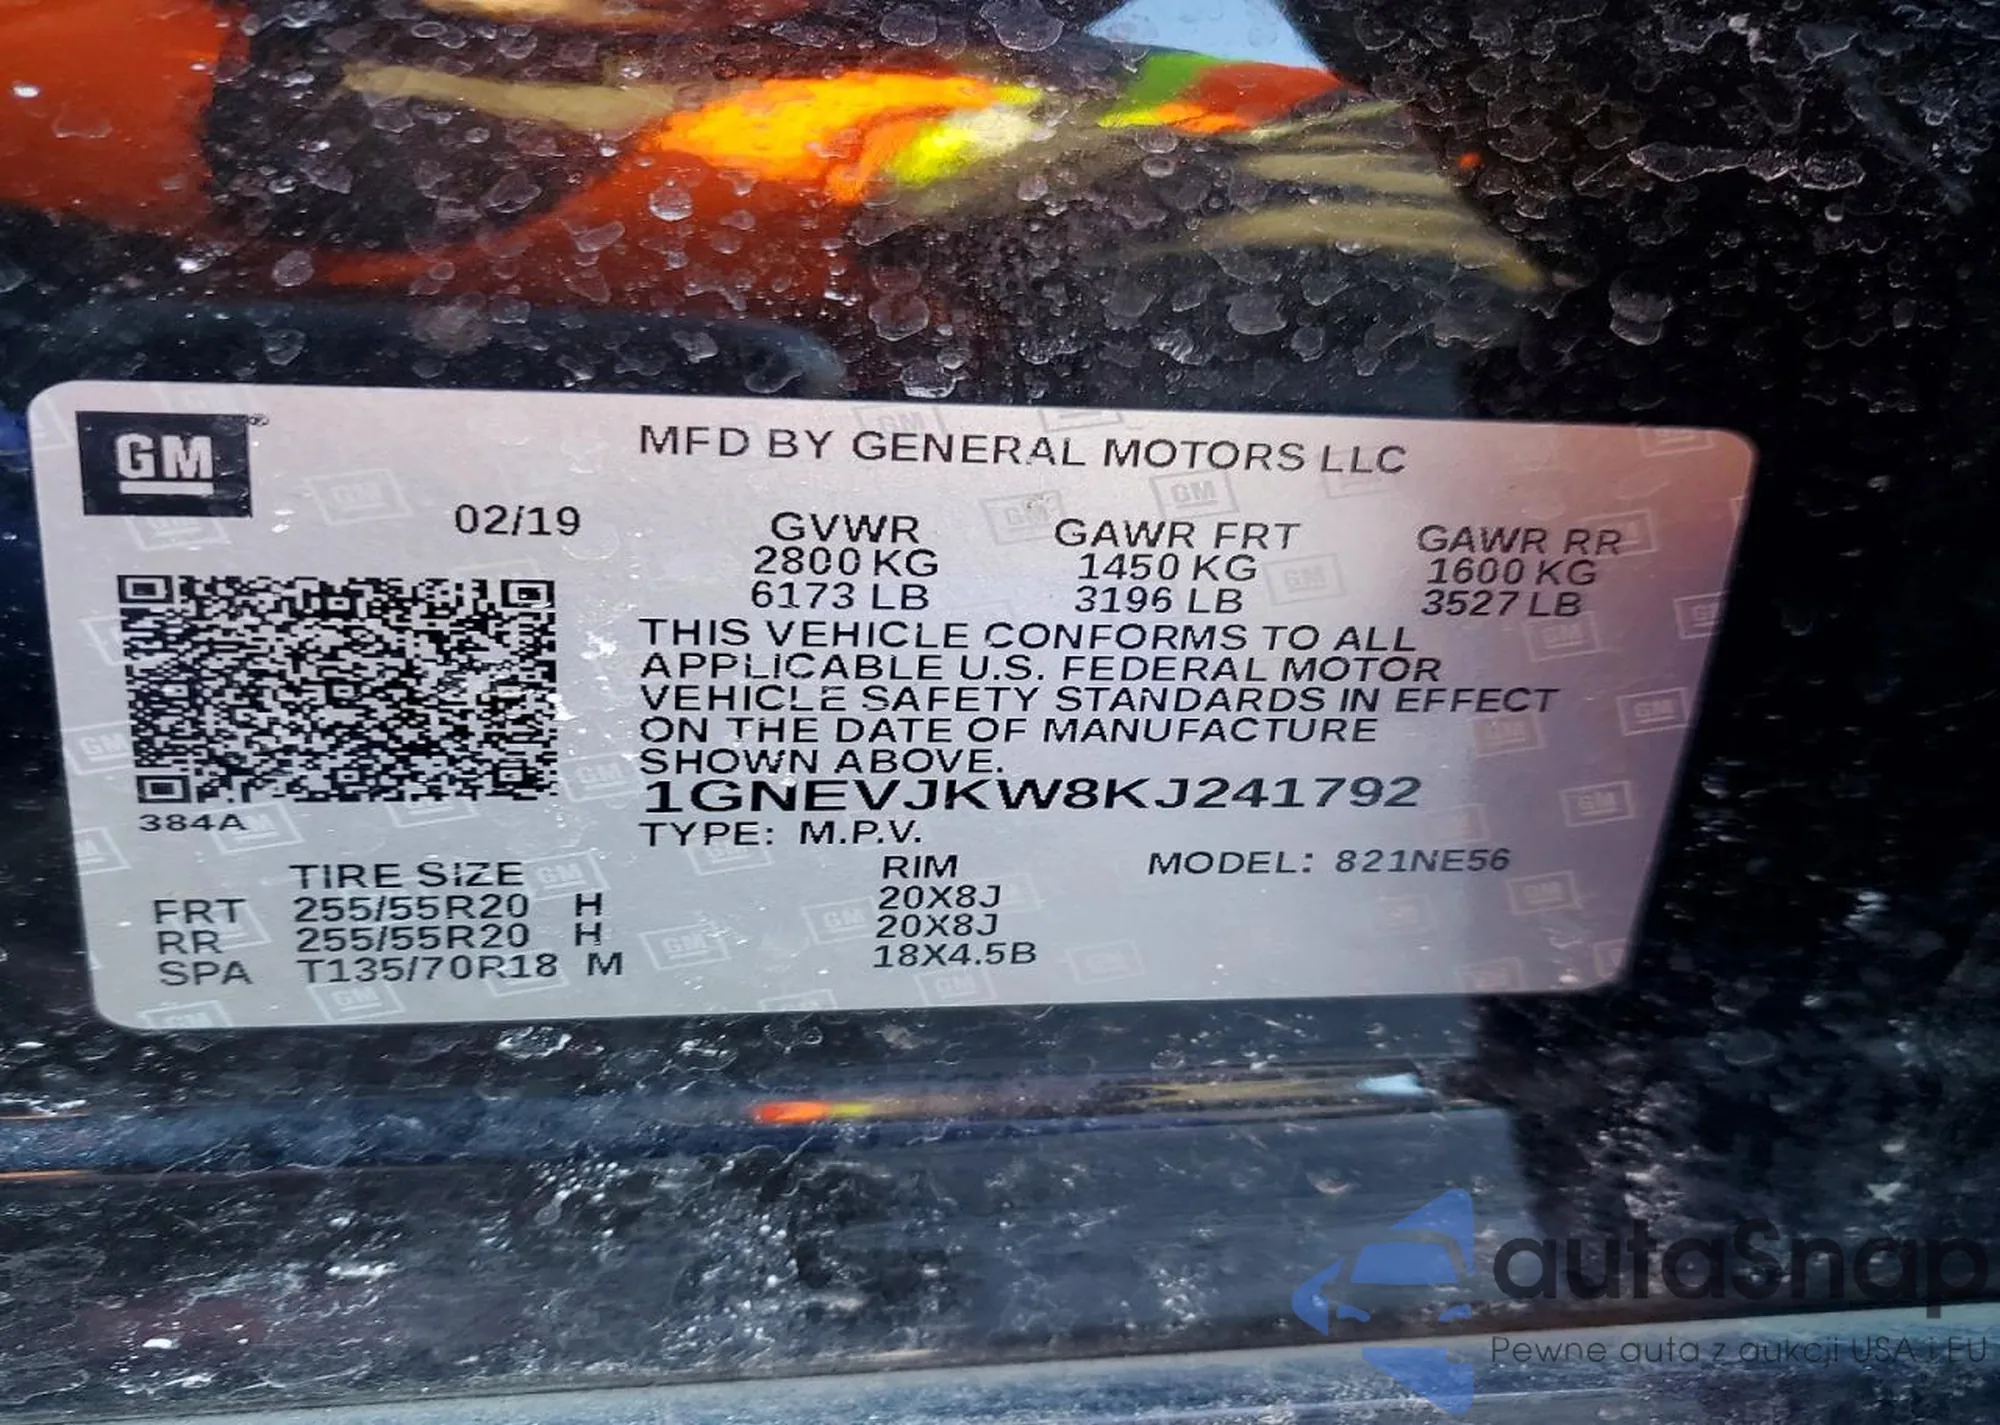 GM
MFD BY GENERAL MOTORS LLC
02/19 GVWR GAWR FRT GAWR RR
2800 KG 1450 KG 1600 KG
6173 LB 3196 LB 3527 LB
THIS VEHICLE CONFORMS TO ALL
APPLICABLE U.S. FEDERAL MOTOR
VEHICLE SAFETY STANDARDS IN EFFECT
ON THE DATE OF MANUFACTURE
SHOWN ABOVE.
1GNEVJKW8KJ241792
384A
TYPE: M.P.V.
TIRE SIZE RIM MODEL: 821NE56
FRT 255/55R20 H 20X8J
RR 255/55R20 H 20X8J
SPA T135/70R18 M 18X4.5B
autaSnap
Pewne auta z aukcji USA i EU